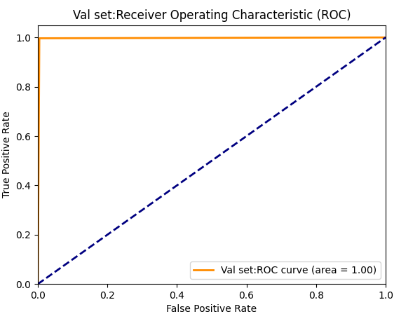 Val set:Receiver Operating Characteristic (ROC)
True Positive Rate
1.0
0.8
0.6
0.4
0.2
0.0
Val set:ROC curve (area = 1.00)
0.0 0.2 0.4 0.6 0.8 1.0
False Positive Rate